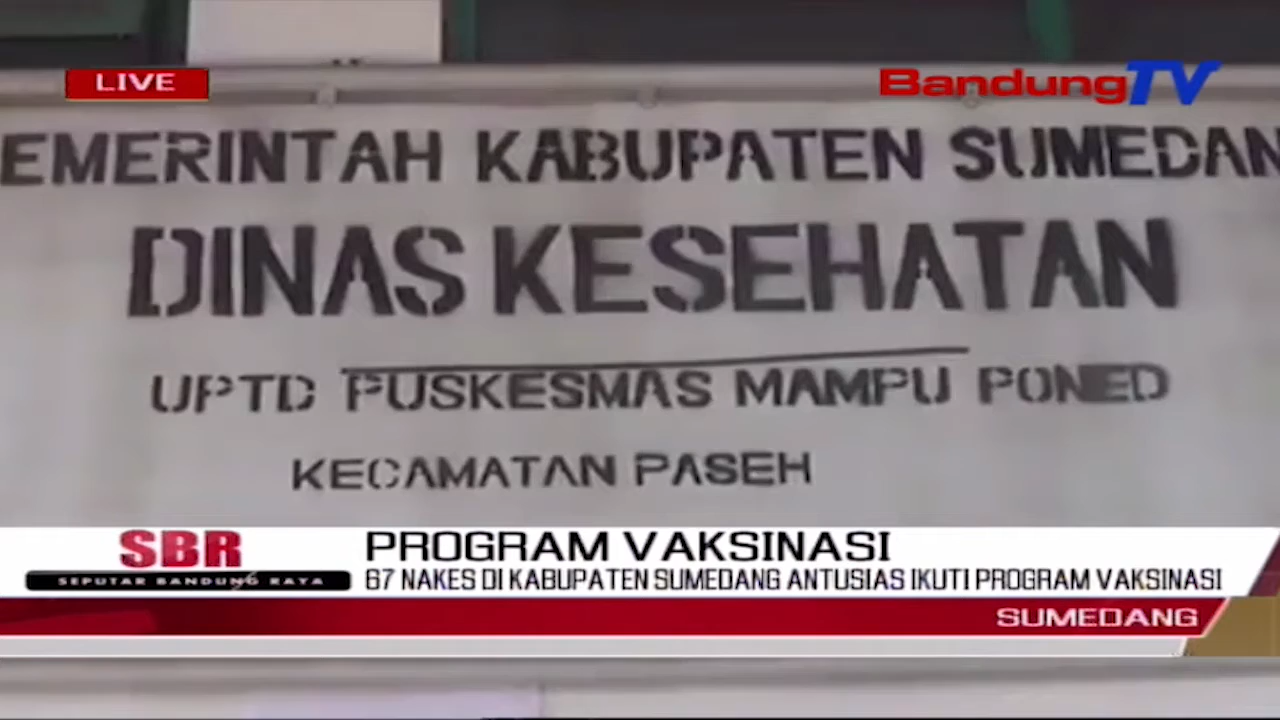 LIVE
BandungTV
EMERINTAH KABUPATEN SUMEDAN
DINAS KESEHATAN
UPTD PUSKESMAS MAMPU PONED
KECAMATAN PASEH
SBR
SEPUTAR BANDUNG RAYA
PROGRAM VAKSINASI
67 NAKES DI KABUPATEN SUMEDANG ANTUSIAS IKUTI PROGRAM VAKSINASI
SUMEDANG